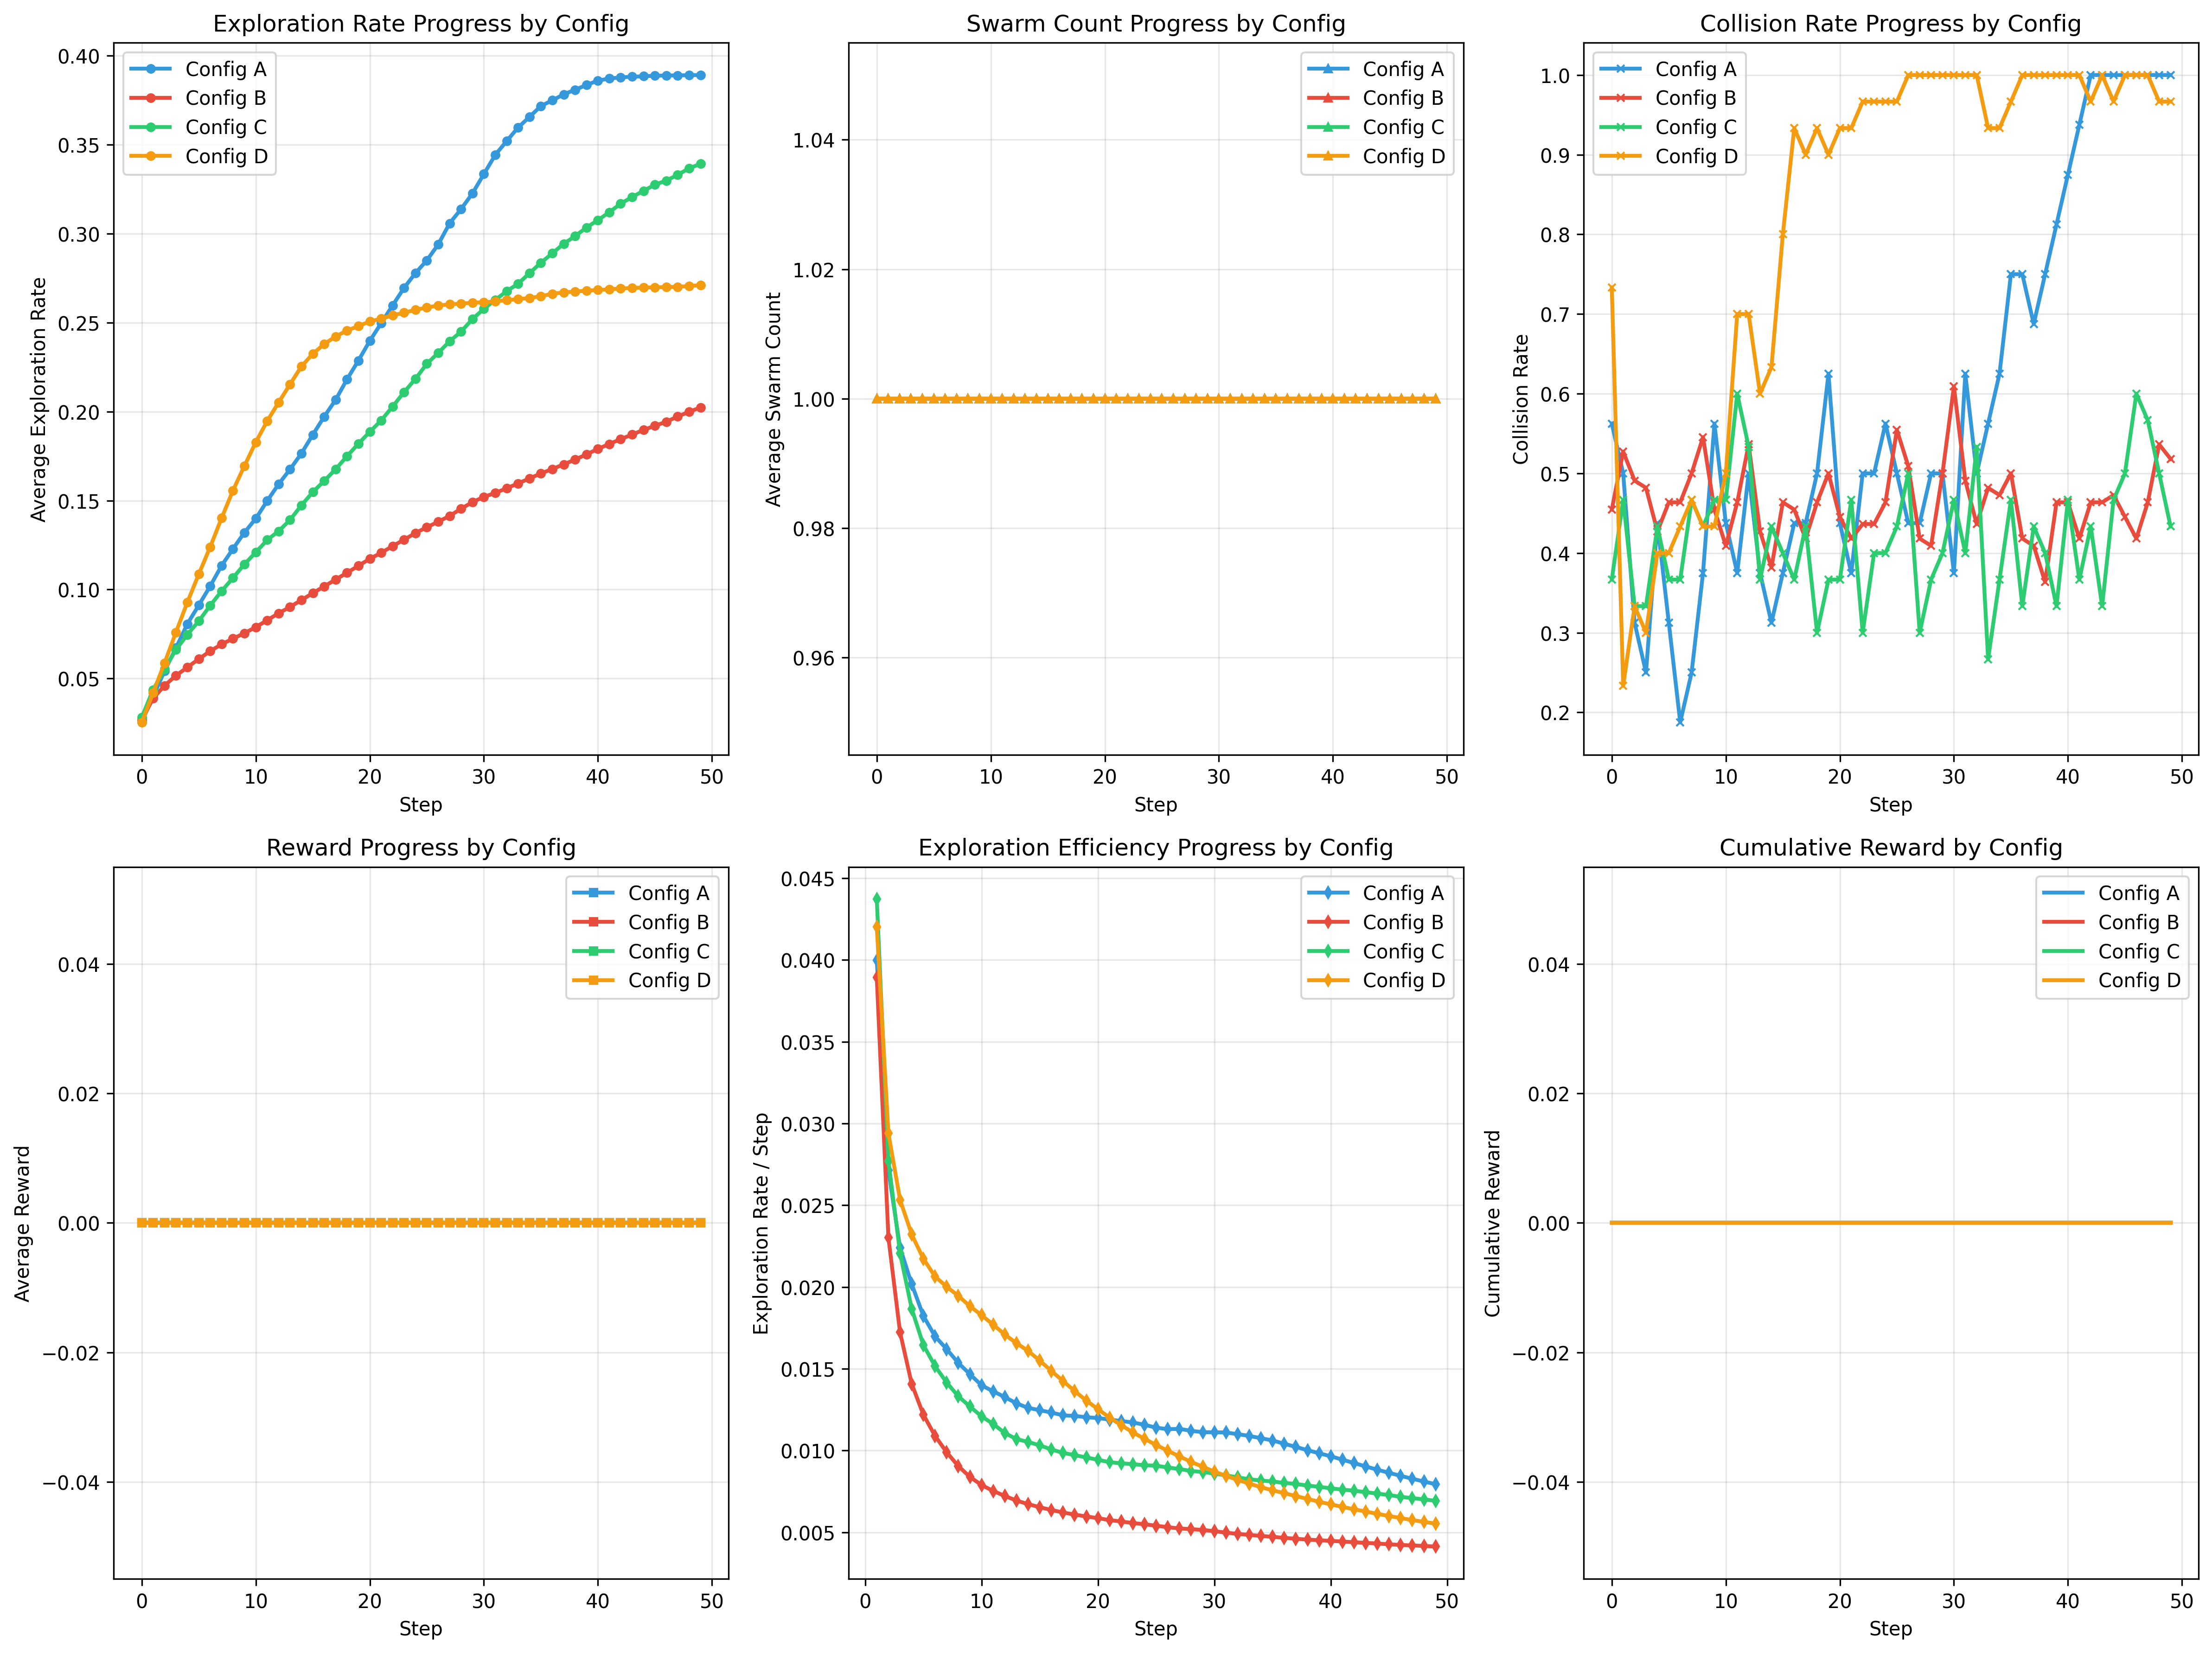 Exploration Rate Progress by Config
Average Exploration Rate
0.40
0.35
0.30
0.25
0.20
0.15
0.10
0.05
Config A
Config B
Config C
Config D
0 10 20 30 40 50
Step
Swarm Count Progress by Config
Average Swarm Count
1.04
1.02
1.00
0.98
0.96
Config A
Config B
Config C
Config D
0 10 20 30 40 50
Step
Collision Rate Progress by Config
Collision Rate
1.0
0.9
0.8
0.7
0.6
0.5
0.4
0.3
0.2
Config A
Config B
Config C
Config D
0 10 20 30 40 50
Step
Reward Progress by Config
Average Reward
0.04
0.02
0.00
−0.02
−0.04
Config A
Config B
Config C
Config D
0 10 20 30 40 50
Step
Exploration Efficiency Progress by Config
Exploration Rate / Step
0.045
0.040
0.035
0.030
0.025
0.020
0.015
0.010
0.005
Config A
Config B
Config C
Config D
0 10 20 30 40 50
Step
Cumulative Reward by Config
Cumulative Reward
0.04
0.02
0.00
−0.02
−0.04
Config A
Config B
Config C
Config D
0 10 20 30 40 50
Step